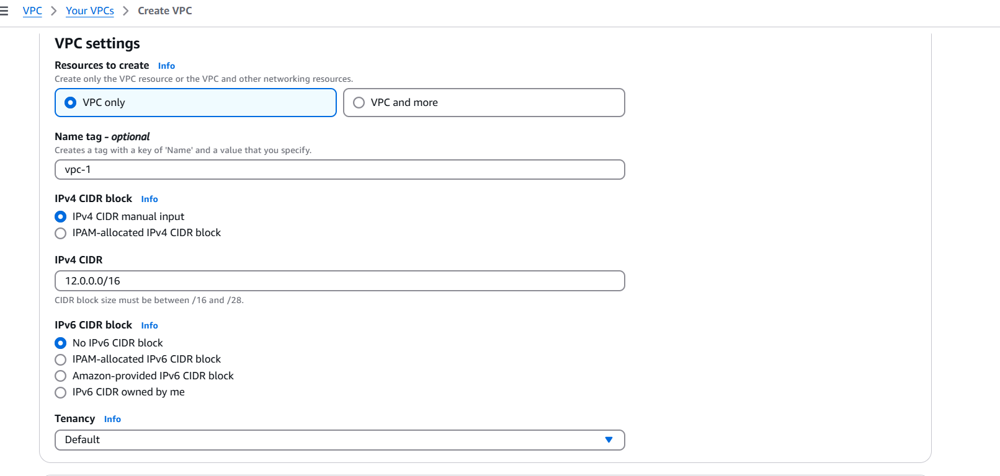 VPC > Your VPCs > Create VPC
VPC settings
Resources to create Info
Create only the VPC resource or the VPC and other networking resources.
VPC only VPC and more
Name tag - optional
Creates a tag with a key of 'Name' and a value that you specify.
vpc-1
IPv4 CIDR block Info
IPv4 CIDR manual input
IPAM-allocated IPv4 CIDR block
IPv4 CIDR
12.0.0.0/16
CIDR block size must be between /16 and /28.
IPv6 CIDR block Info
No IPv6 CIDR block
IPAM-allocated IPv6 CIDR block
Amazon-provided IPv6 CIDR block
IPv6 CIDR owned by me
Tenancy Info
Default